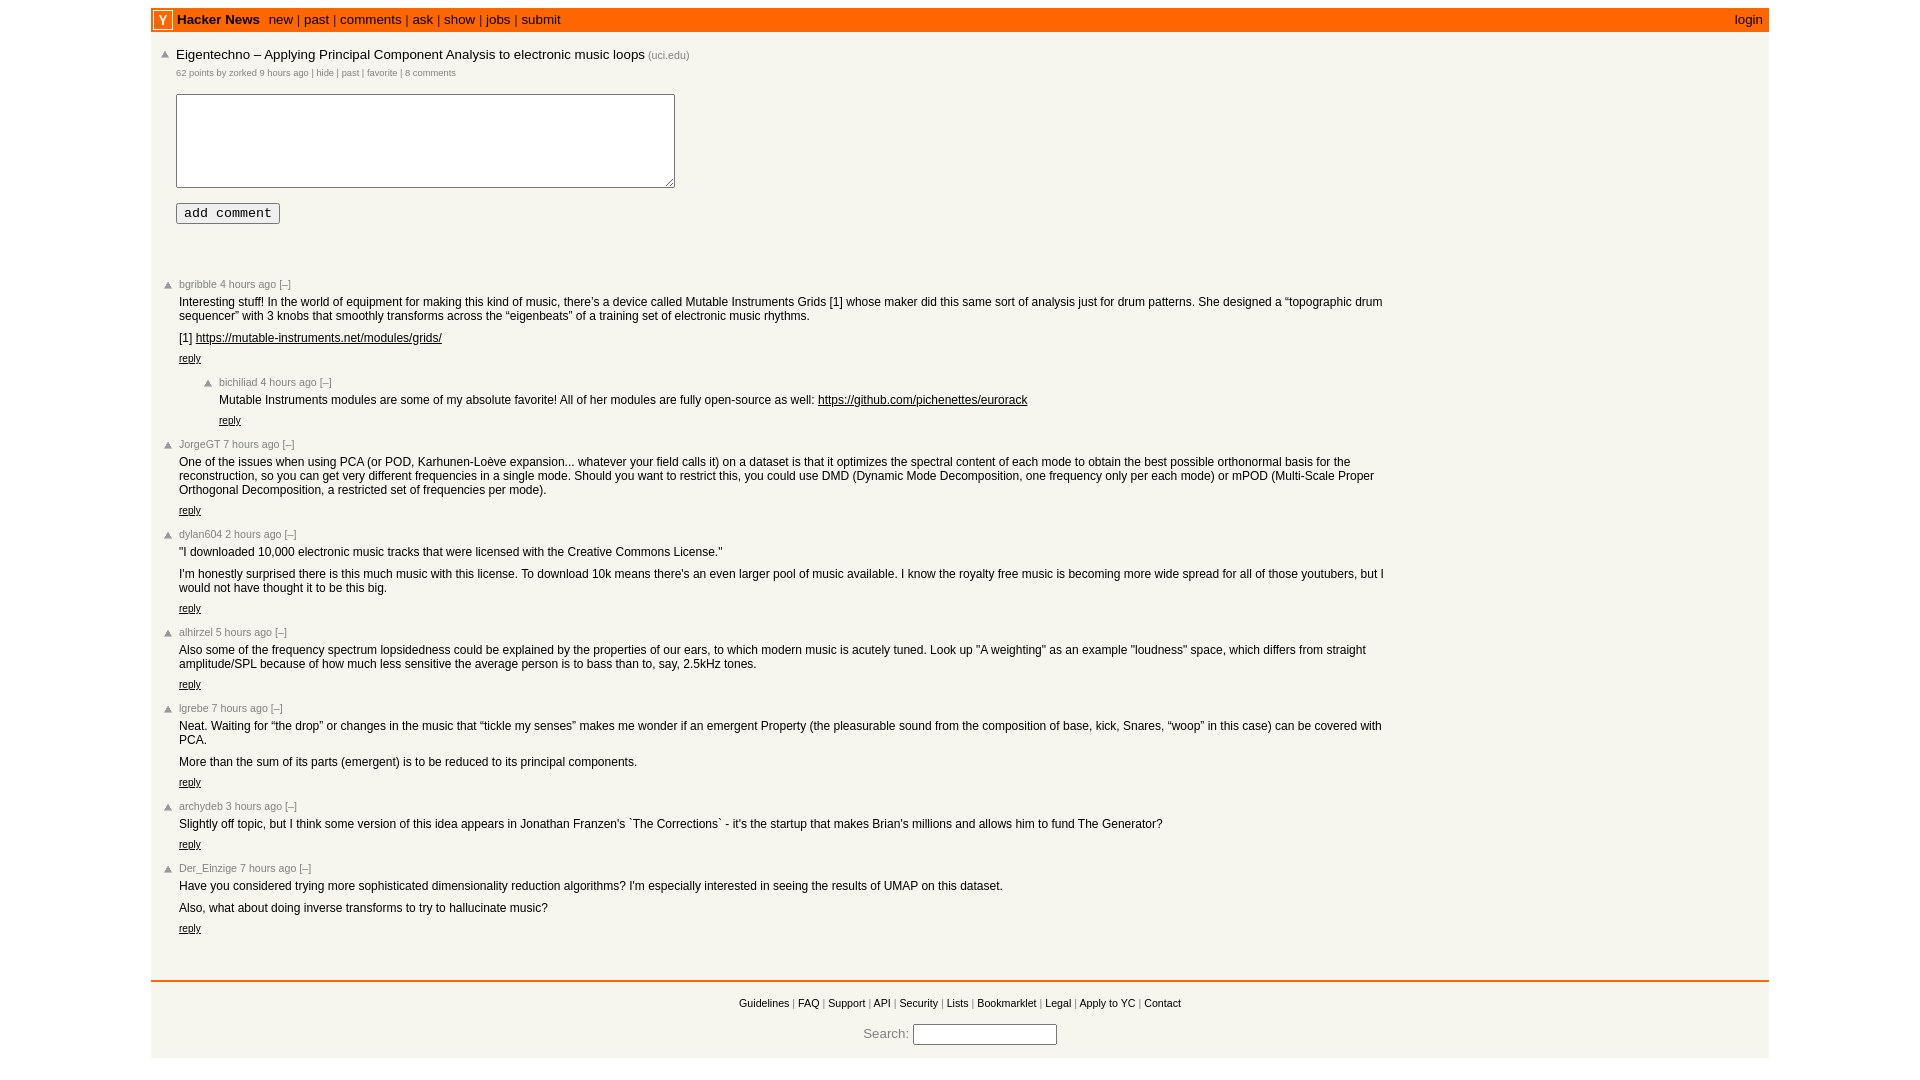 Y Hacker News new | past | comments | ask | show | jobs | submit login
Eigentechno – Applying Principal Component Analysis to electronic music loops (uci.edu)
62 points by zorked 9 hours ago | hide | past | favorite | 8 comments
add comment
bgribble 4 hours ago [–]
Interesting stuff! In the world of equipment for making this kind of music, there’s a device called Mutable Instruments Grids [1] whose maker did this same sort of analysis just for drum patterns. She designed a “topographic drum
sequencer” with 3 knobs that smoothly transforms across the “eigenbeats” of a training set of electronic music rhythms.
[1] https://mutable-instruments.net/modules/grids/
reply
bichiliad 4 hours ago [–]
Mutable Instruments modules are some of my absolute favorite! All of her modules are fully open-source as well: https://github.com/pichenettes/eurorack
reply
JorgeGT 7 hours ago [–]
One of the issues when using PCA (or POD, Karhunen-Loève expansion... whatever your field calls it) on a dataset is that it optimizes the spectral content of each mode to obtain the best possible orthonormal basis for the
reconstruction, so you can get very different frequencies in a single mode. Should you want to restrict this, you could use DMD (Dynamic Mode Decomposition, one frequency only per each mode) or mPOD (Multi-Scale Proper
Orthogonal Decomposition, a restricted set of frequencies per mode).
reply
dylan604 2 hours ago [–]
"I downloaded 10,000 electronic music tracks that were licensed with the Creative Commons License."
I'm honestly surprised there is this much music with this license. To download 10k means there's an even larger pool of music available. I know the royalty free music is becoming more wide spread for all of those youtubers, but I
would not have thought it to be this big.
reply
alhirzel 5 hours ago [–]
Also some of the frequency spectrum lopsidedness could be explained by the properties of our ears, to which modern music is acutely tuned. Look up "A weighting" as an example "loudness" space, which differs from straight
amplitude/SPL because of how much less sensitive the average person is to bass than to, say, 2.5kHz tones.
reply
lgrebe 7 hours ago [–]
Neat. Waiting for “the drop” or changes in the music that “tickle my senses” makes me wonder if an emergent Property (the pleasurable sound from the composition of base, kick, Snares, “woop” in this case) can be covered with
PCA.
More than the sum of its parts (emergent) is to be reduced to its principal components.
reply
archydeb 3 hours ago [–]
Slightly off topic, but I think some version of this idea appears in Jonathan Franzen's `The Corrections` - it's the startup that makes Brian's millions and allows him to fund The Generator?
reply
Der_Einzige 7 hours ago [–]
Have you considered trying more sophisticated dimensionality reduction algorithms? I'm especially interested in seeing the results of UMAP on this dataset.
Also, what about doing inverse transforms to try to hallucinate music?
reply
Guidelines | FAQ | Support | API | Security | Lists | Bookmarklet | Legal | Apply to YC | Contact
Search: